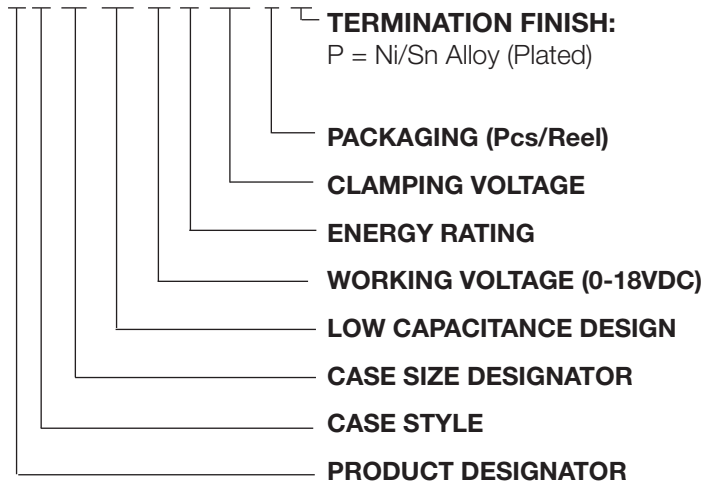 TERMINATION FINISH:
P = Ni/Sn Alloy (Plated)
PACKAGING (Pcs/Reel)
CLAMPING VOLTAGE
ENERGY RATING
WORKING VOLTAGE (0-18VDC)
LOW CAPACITANCE DESIGN
CASE SIZE DESIGNATOR
CASE STYLE
PRODUCT DESIGNATOR